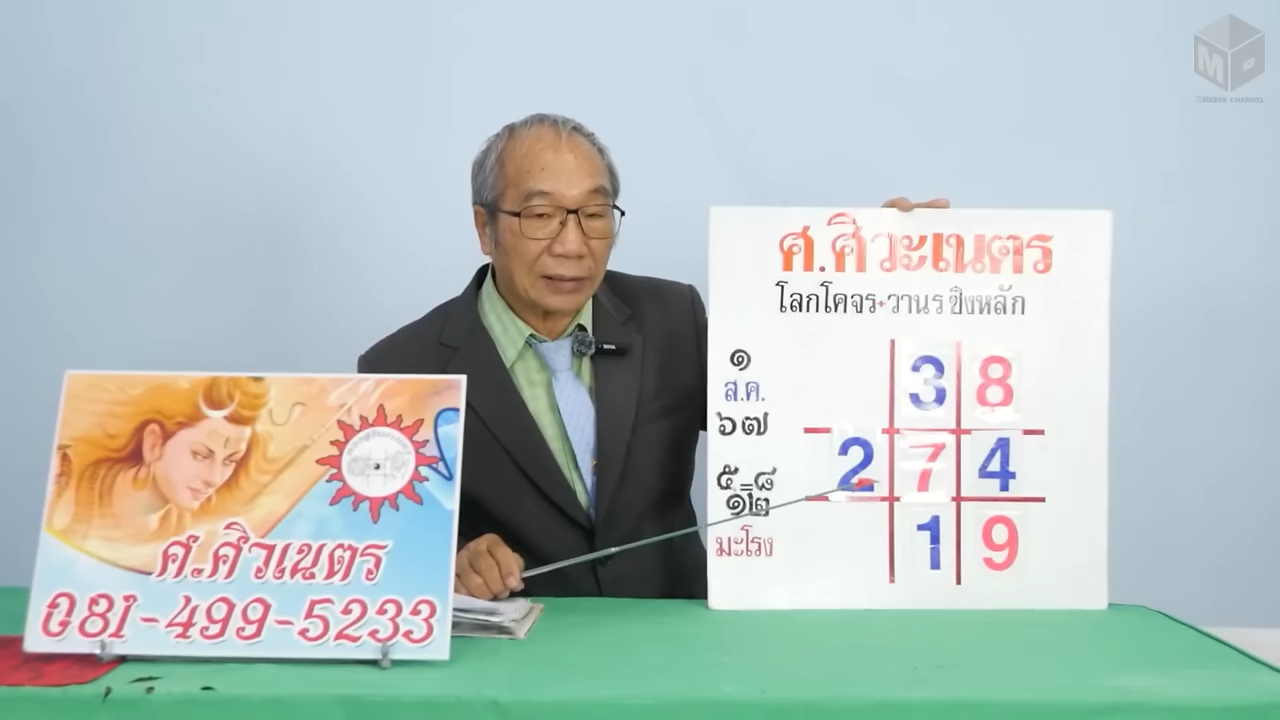 MEDIA CHANNEL
ศ.ศิวะเนตร
โลกโคจร+วานรชิงหลัก
๑
ส.ค.
๖๗
๕ ๘
๑๒
มะโรง
3 8
2 7 4
1 9
ศ.ศิวเนตร
081-499-5233